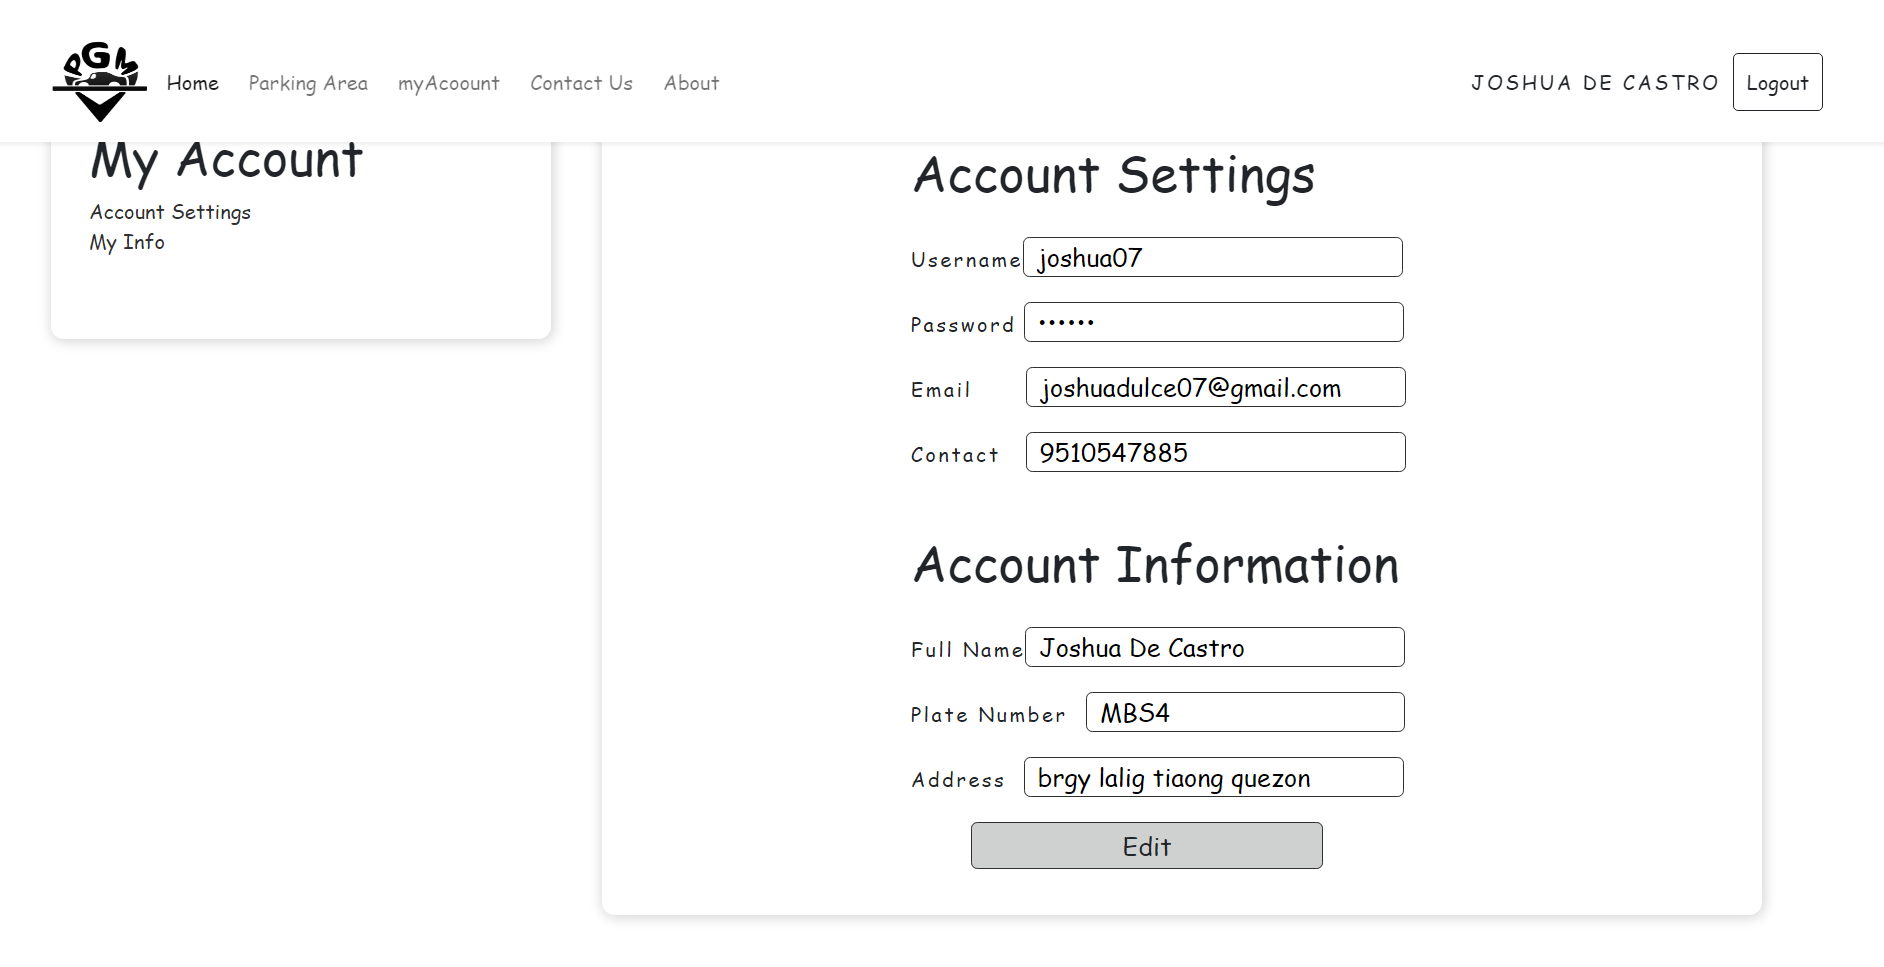 PGM
Home Parking Area myAcoount Contact Us About JOSHUA DE CASTRO Logout
My Account
Account Settings
My Info
Account Settings
Username joshua07
Password ••••••
Email joshuadulce07@gmail.com
Contact 9510547885
Account Information
Full Name Joshua De Castro
Plate Number MBS4
Address brgy lalig tiaong quezon
Edit